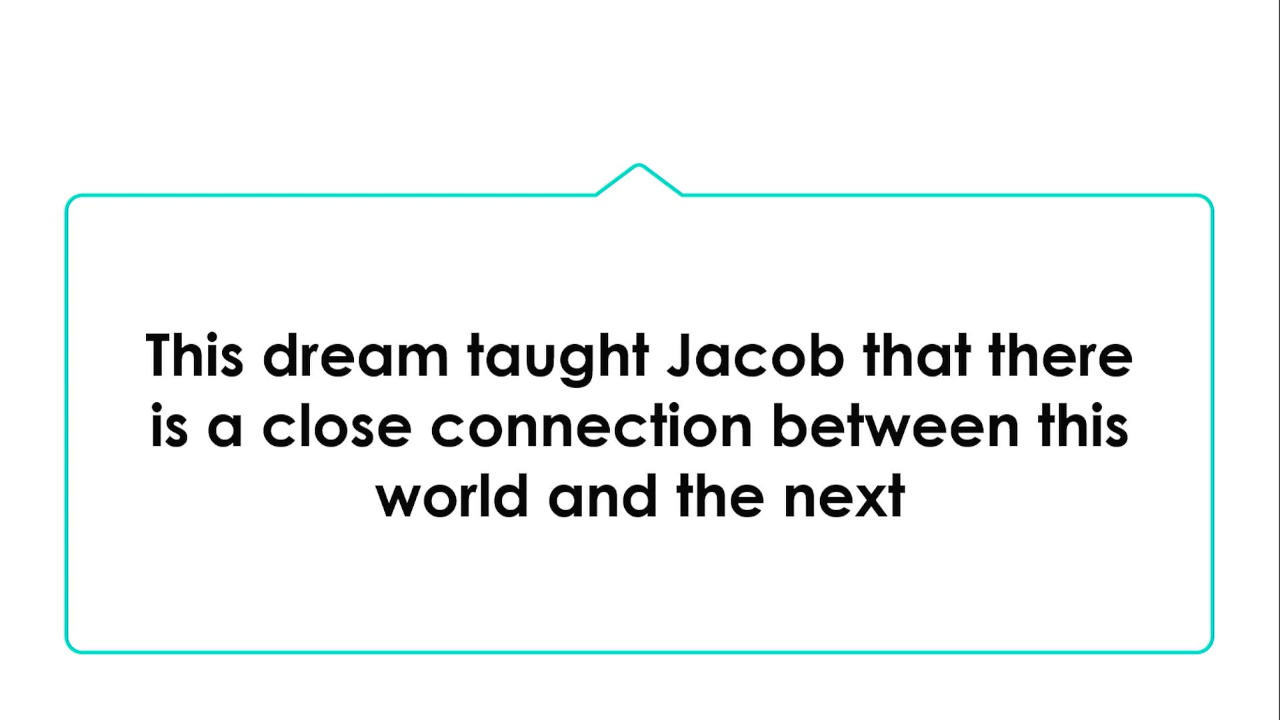 This dream taught Jacob that there
is a close connection between this
world and the next